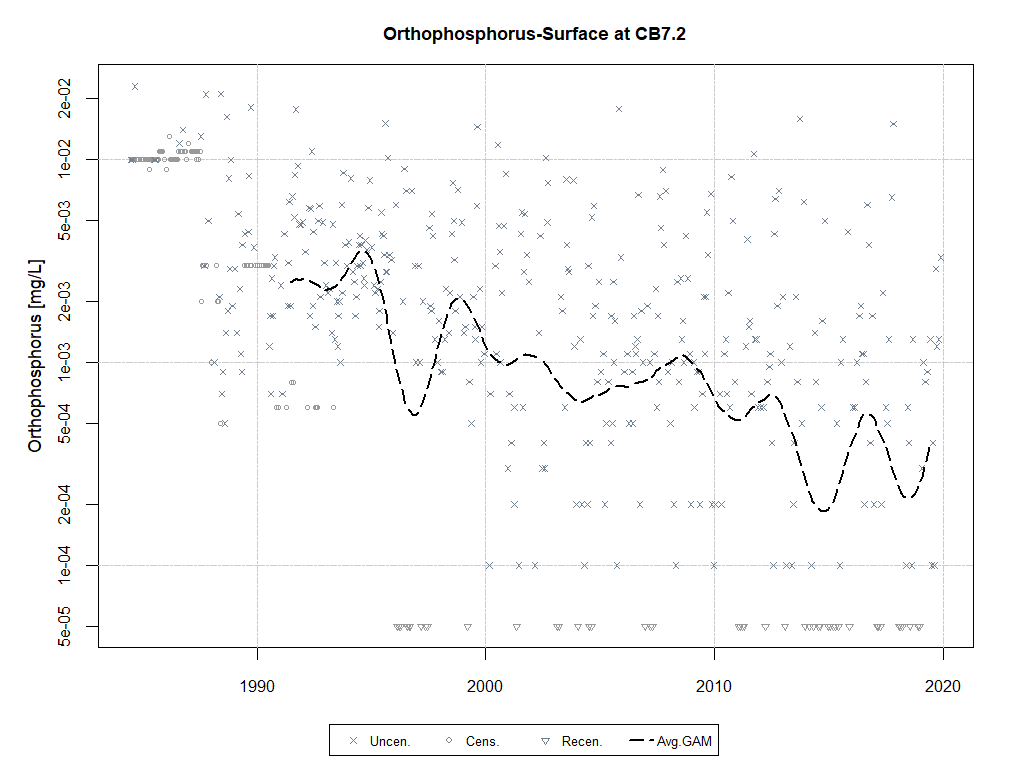 Orthophosphorus-Surface at CB7.2
Orthophosphorus [mg/L]
2e-02
1e-02
5e-03
2e-03
1e-03
5e-04
2e-04
1e-04
5e-05
1990 2000 2010 2020
Uncen. Cens. Recen. Avg.GAM